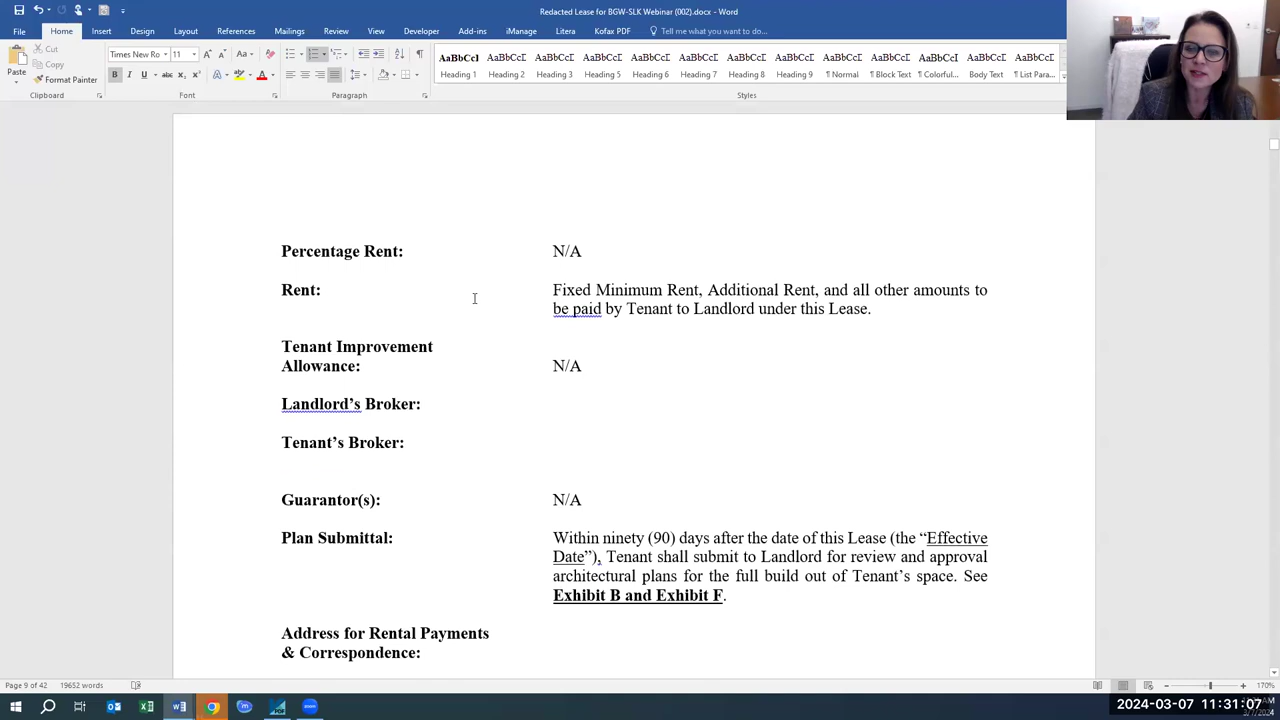 Redacted Lease for BGW-SLK Webinar (002).docx - Word
File Home Insert Design Layout References Mailings Review View Developer Add-ins iManage Litera Kofax PDF Tell me what you want to do...
Cut
Copy
Format Painter
Paste
Times New Ro 11
Clipboard Font Paragraph Styles
AaBbCcI Heading 1
Heading 2
Heading 3
Heading 5
Heading 6
Heading 7
Heading 8
Heading 9
¶ Normal
¶ Block Text
¶ Colorful...
Body Text
¶ List Para...
Percentage Rent: N/A
Rent: Fixed Minimum Rent, Additional Rent, and all other amounts to
be paid by Tenant to Landlord under this Lease.
Tenant Improvement
Allowance: N/A
Landlord's Broker:
Tenant's Broker:
Guarantor(s): N/A
Plan Submittal: Within ninety (90) days after the date of this Lease (the “Effective
Date”), Tenant shall submit to Landlord for review and approval
architectural plans for the full build out of Tenant's space. See
Exhibit B and Exhibit F.
Address for Rental Payments
& Correspondence:
Page 9 of 42 19652 words
170%
2024-03-07 11:31:07